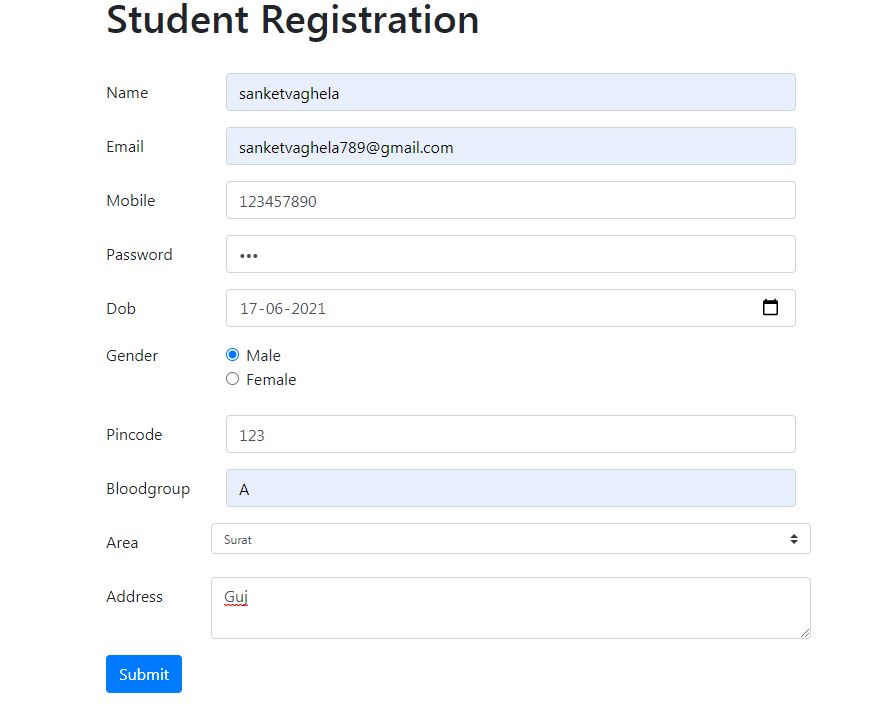 Student Registration
Name sanketvaghela
Email sanketvaghela789@gmail.com
Mobile 123457890
Password •••
Dob 17-06-2021
Gender Male
Female
Pincode 123
Bloodgroup A
Area Surat
Address Guj
Submit